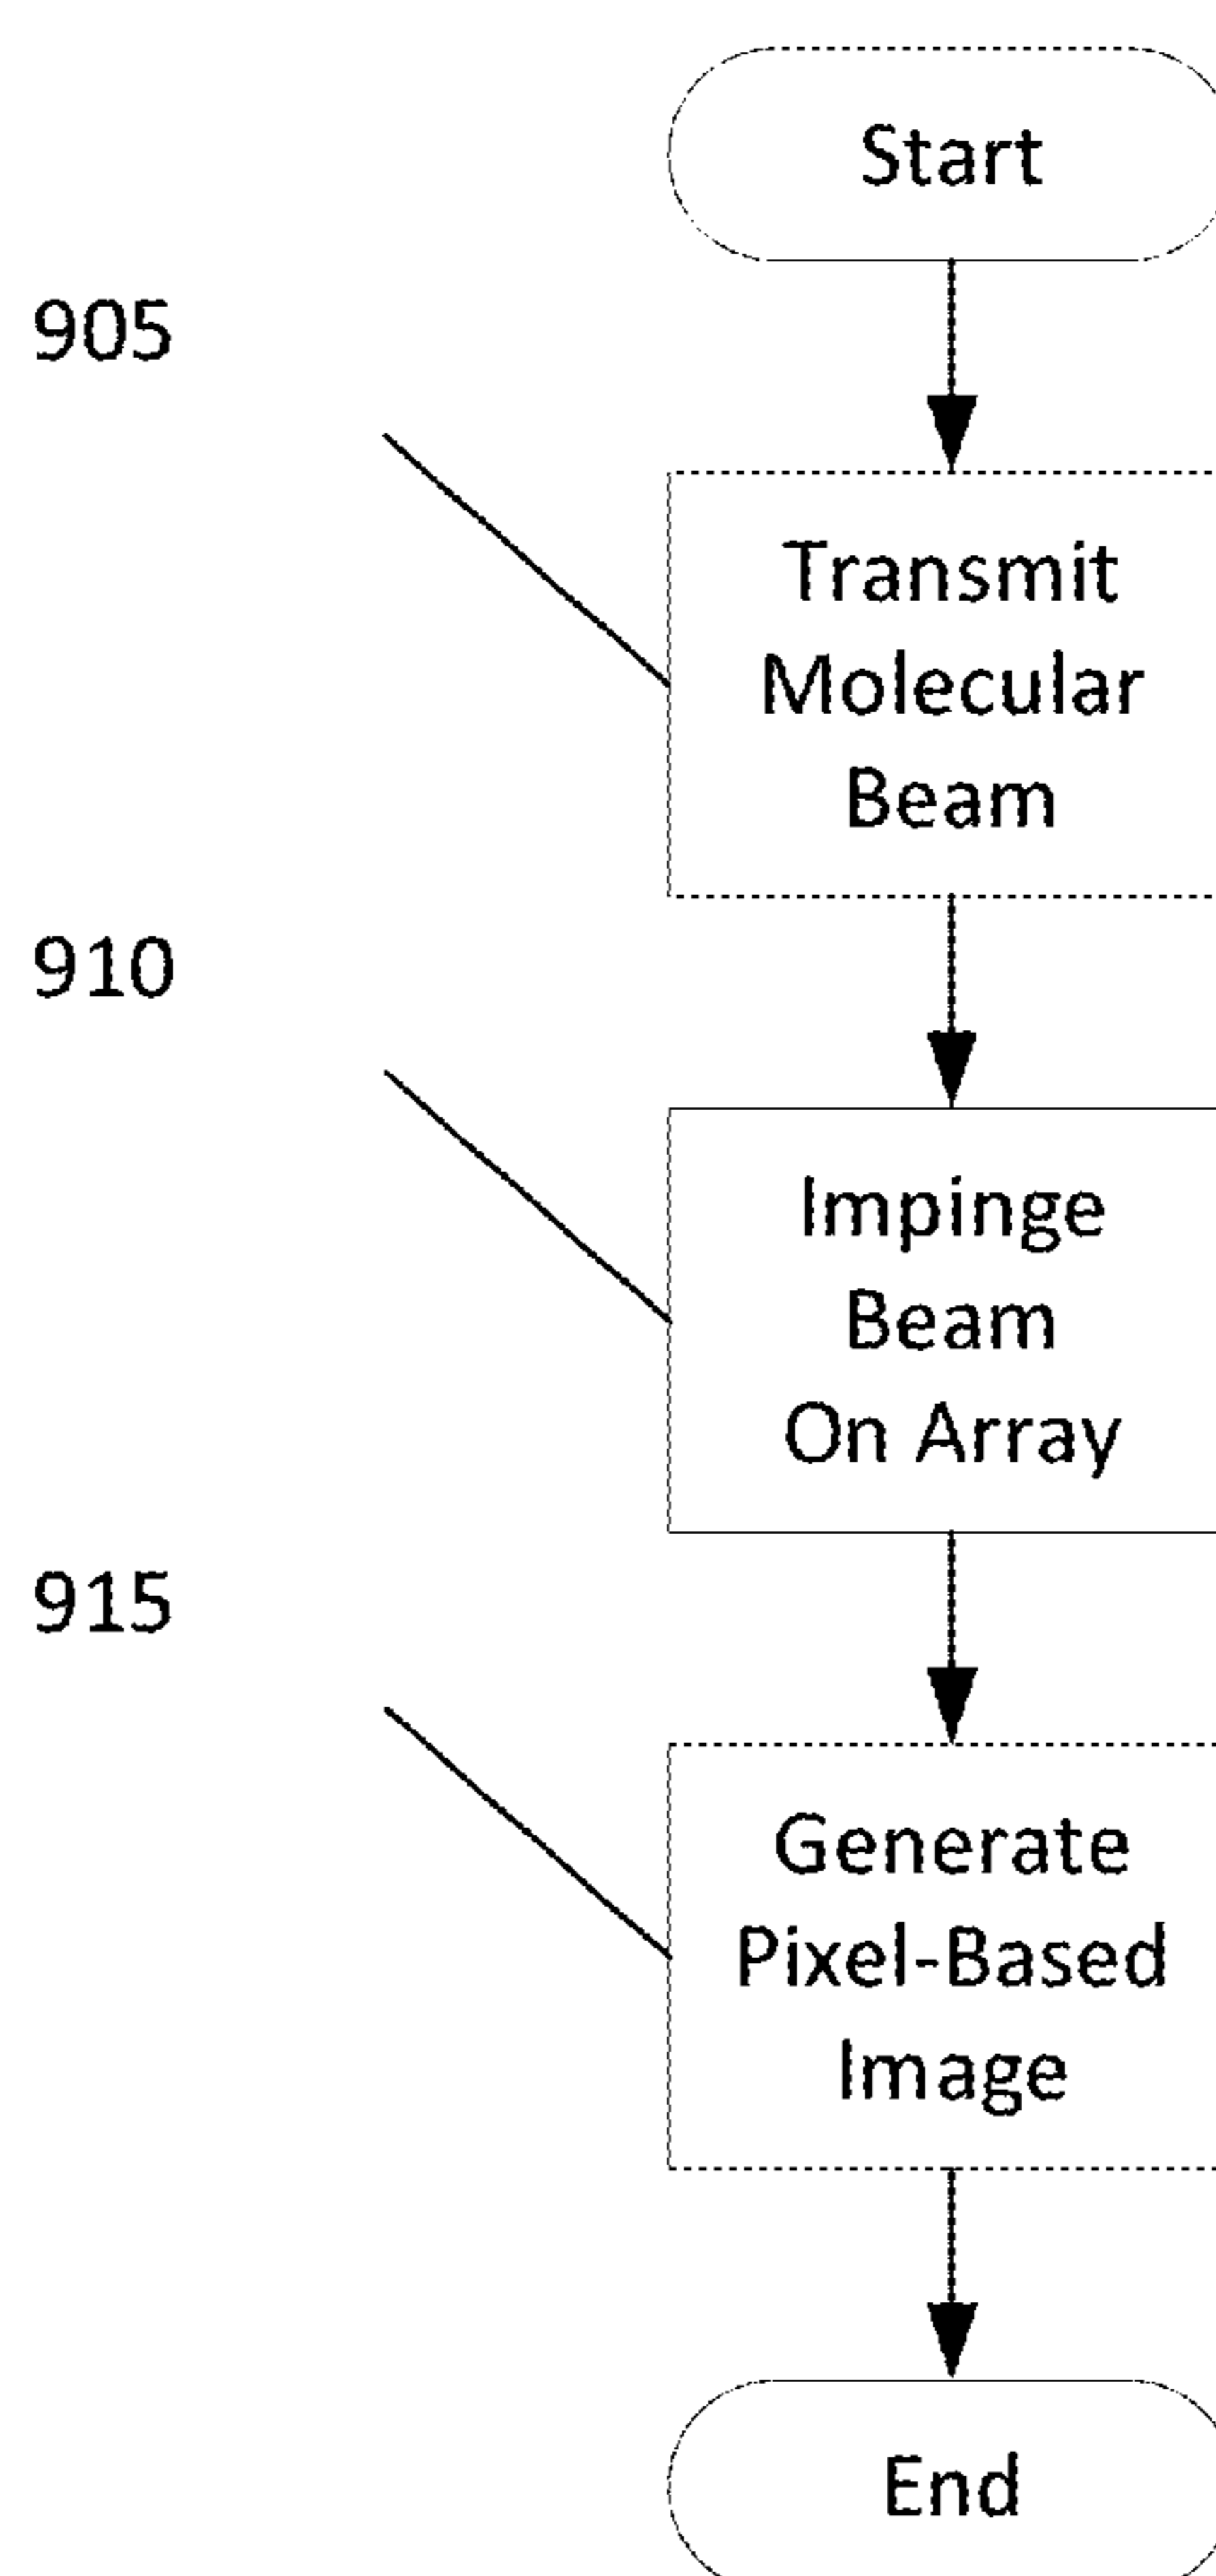 Start
905
Transmit
Molecular
Beam
910
Impinge
Beam
On Array
915
Generate
Pixel-Based
Image
End